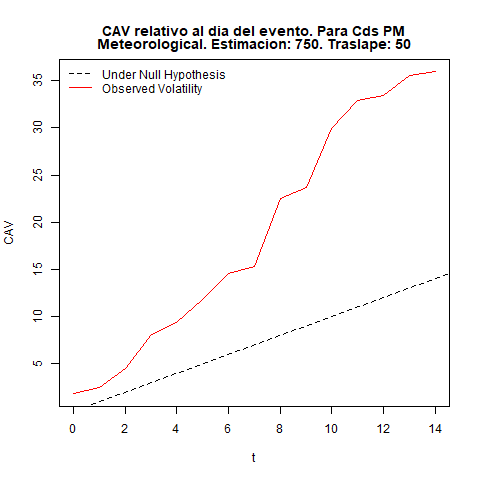 CAV relativo al dia del evento. Para Cds PM
Meteorological. Estimacion: 750. Traslape: 50
Under Null Hypothesis
Observed Volatility
35
30
25
20
15
10
5
CAV
0 2 4 6 8 10 12 14
t